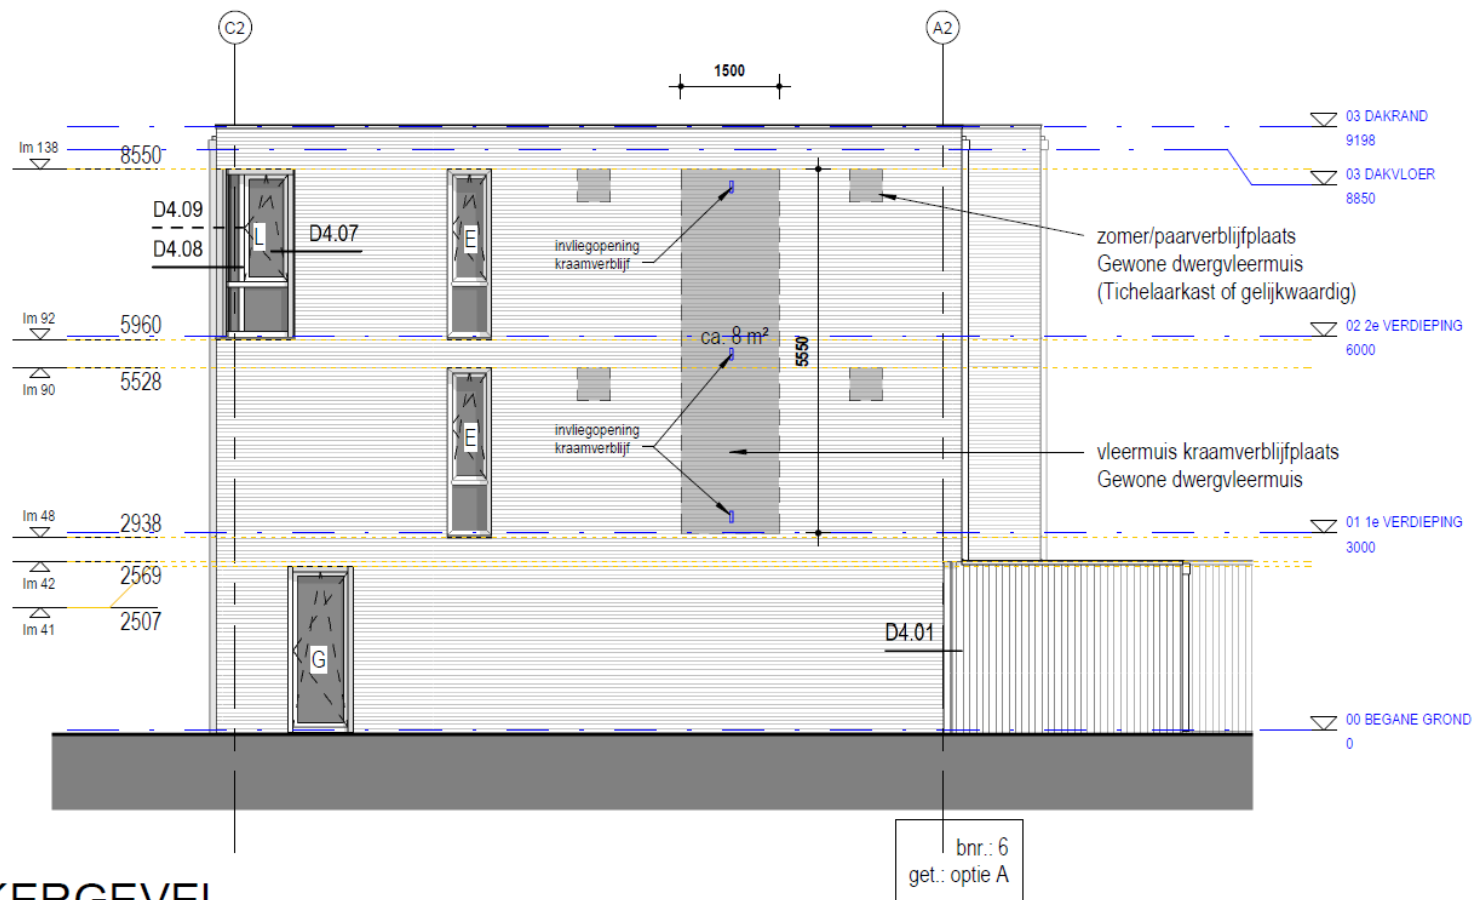 C2
A2
1500
03 DAKRAND
9198
lm 138
8550
03 DAKVLOER
8850
D4.09
D4.08
L
D4.07
E
invliegopening
kraamverblijf
zomer/paarverblijfplaats
Gewone dwergvleermuis
(Tichelaarkast of gelijkwaardig)
lm 92
5960
ca. 8 m²
5550
02 2e VERDIEPING
6000
lm 90
5528
E
invliegopening
kraamverblijf
vleermuis kraamverblijfplaats
Gewone dwergvleermuis
lm 48
2938
01 1e VERDIEPING
3000
lm 42
2569
lm 41
2507
G
D4.01
00 BEGANE GROND
0
bnr.: 6
get.: optie A
KERGEVEL